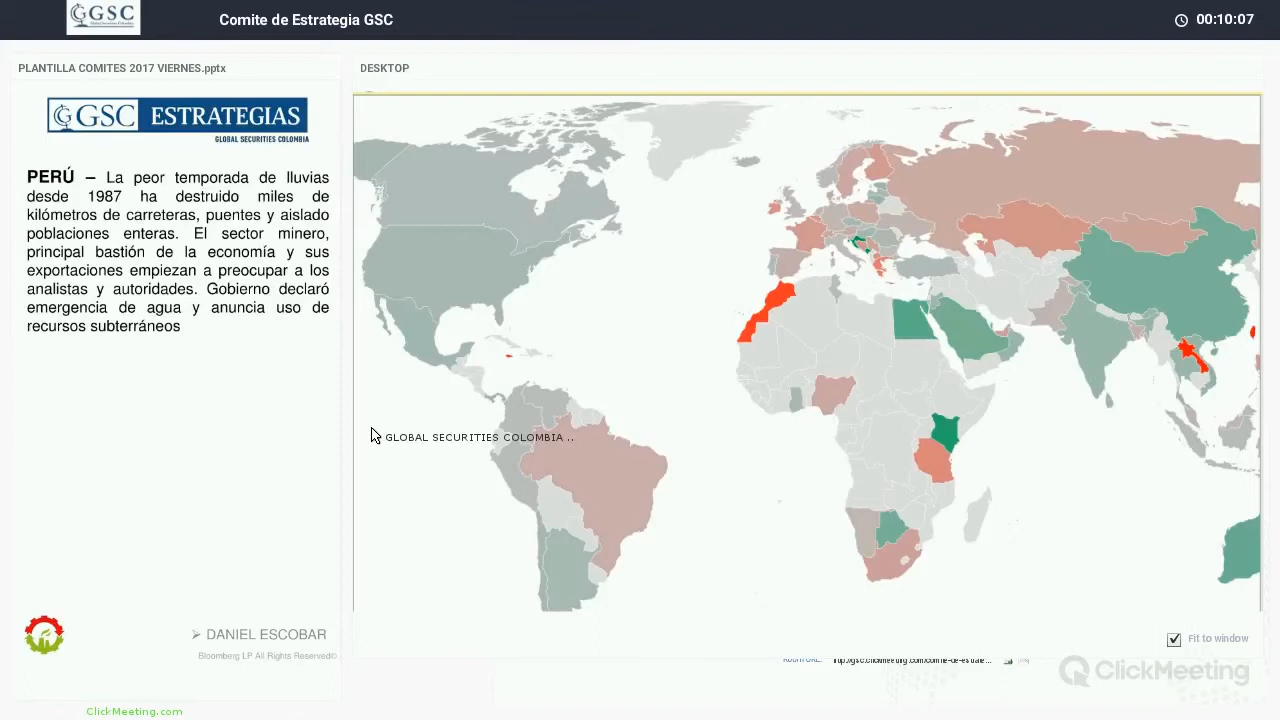 GSC
Comite de Estrategia GSC
00:10:07
PLANTILLA COMITES 2017 VIERNES.pptx
DESKTOP
GSC ESTRATEGIAS
GLOBAL SECURITIES COLOMBIA
PERÚ – La peor temporada de lluvias
desde 1987 ha destruido miles de
kilómetros de carreteras, puentes y aislado
poblaciones enteras. El sector minero,
principal bastión de la economía y sus
exportaciones empiezan a preocupar a los
analistas y autoridades. Gobierno declaró
emergencia de agua y anuncia uso de
recursos subterráneos
GLOBAL SECURITIES COLOMBIA ..
➢ DANIEL ESCOBAR
Bloomberg LP All Rights Reserved©
Fit to window
ClickMeeting
ClickMeeting.com